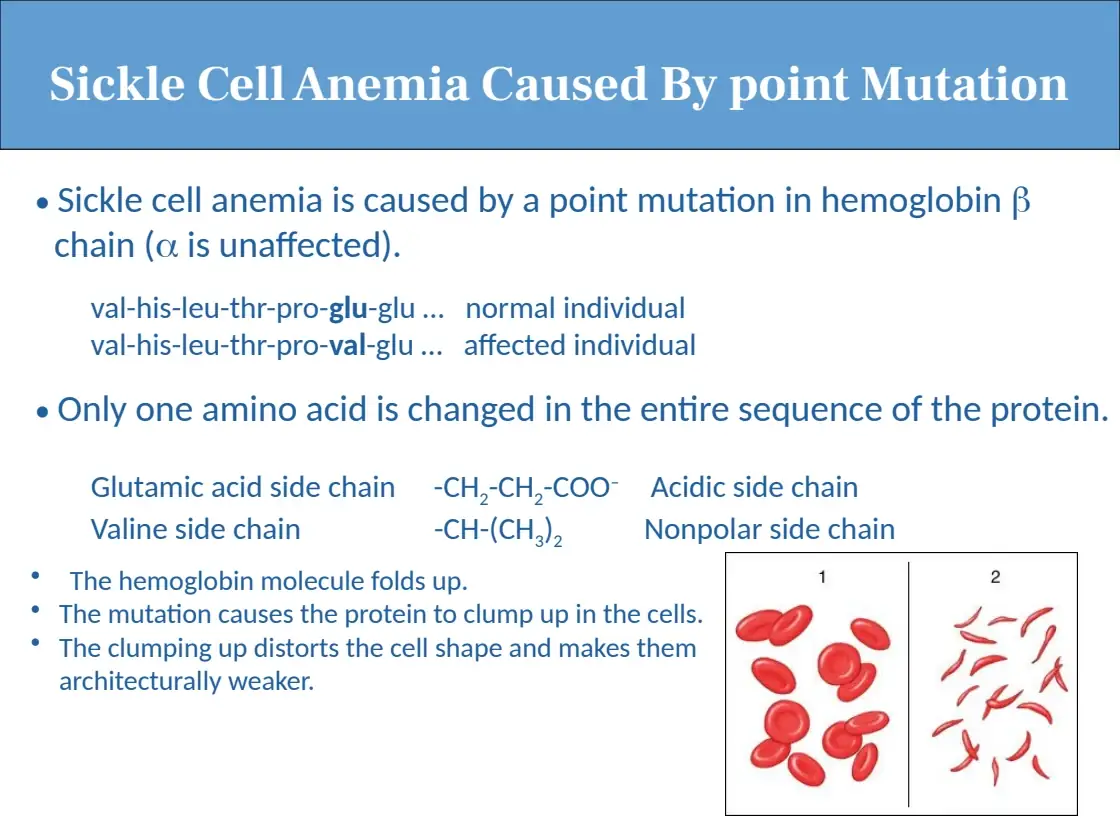 Sickle Cell Anemia Caused By point Mutation
• Sickle cell anemia is caused by a point mutation in hemoglobin β
chain (α is unaffected).
val-his-leu-thr-pro-glu-glu ... normal individual
val-his-leu-thr-pro-val-glu ... affected individual
• Only one amino acid is changed in the entire sequence of the protein.
Glutamic acid side chain -CH₂-CH₂-COO⁻ Acidic side chain
Valine side chain -CH-(CH₃)₂ Nonpolar side chain
• The hemoglobin molecule folds up.
• The mutation causes the protein to clump up in the cells.
• The clumping up distorts the cell shape and makes them
architecturally weaker.
1 2